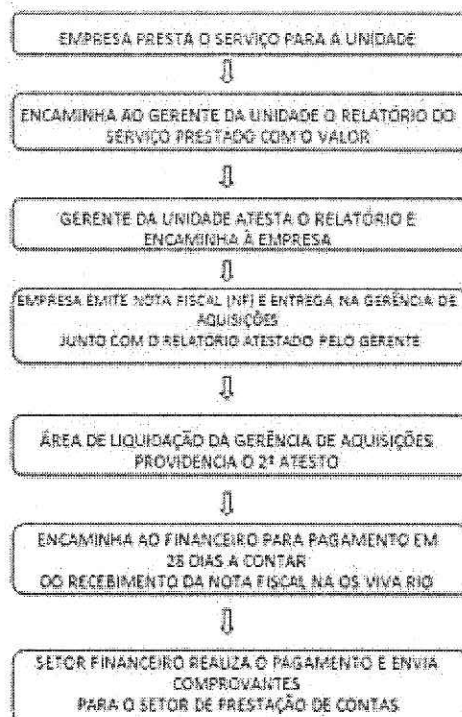 EMPRESA PRESTA O SERVIÇO PARA A UNIDADE
ENCAMINHA AO GERENTE DA UNIDADE O RELATÓRIO DO
SERVIÇO PRESTADO COM O VALOR
GERENTE DA UNIDADE ATESTA O RELATÓRIO E
ENCAMINHA À EMPRESA
EMPRESA EMITE NOTA FISCAL (NF) E ENTREGA NA GERÊNCIA DE
AQUISIÇÕES
JUNTO COM O RELATÓRIO ATESTADO PELO GERENTE
ÁREA DE LIQUIDAÇÃO DA GERÊNCIA DE AQUISIÇÕES
PROVIDENCIA O 2º ATESTO
ENCAMINHA AO FINANCEIRO PARA PAGAMENTO EM
28 DIAS A CONTAR
DO RECEBIMENTO DA NOTA FISCAL NA OS VIVA RIO
SETOR FINANCEIRO REALIZA O PAGAMENTO E ENVIA
COMPROVANTES
PARA O SETOR DE PRESTAÇÃO DE CONTAS